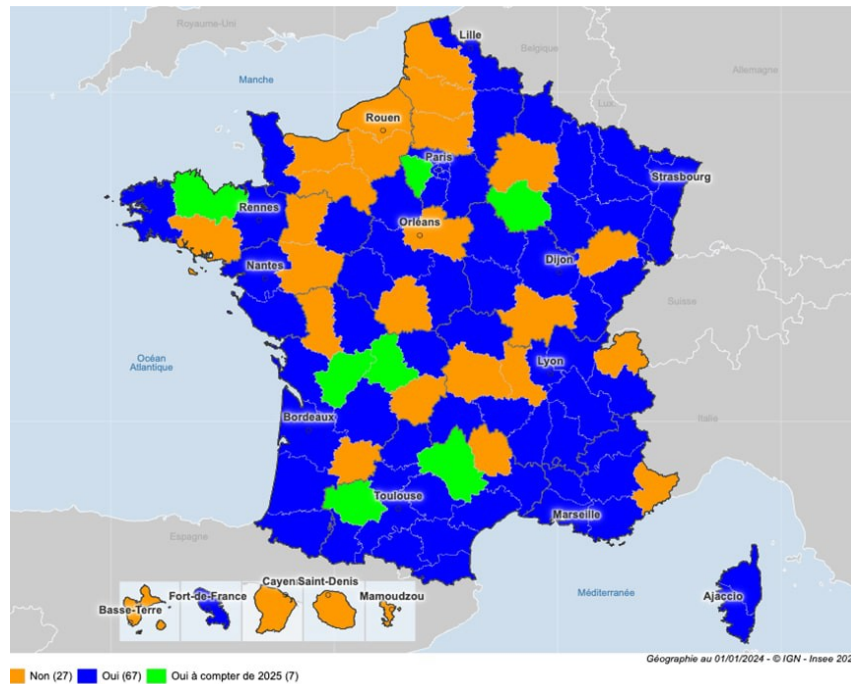 Royaume-Uni
Lille
Belgique
Allemagne
Manche
Lux.
Rouen
Paris
Strasbourg
Rennes
Orléans
Dijon
Nantes
Suisse
Océan
Atlantique
Lyon
Bordeaux
Italie
Toulouse
Marseille
Espagne
Basse-Terre
Fort-de-France
Saint-Denis
Mamoudzou
Méditerranée
Ajaccio
Géographie au 01/01/2024 - © IGN - Insee
Non (27) Oui (67) Oui à compter de 2025 (7)